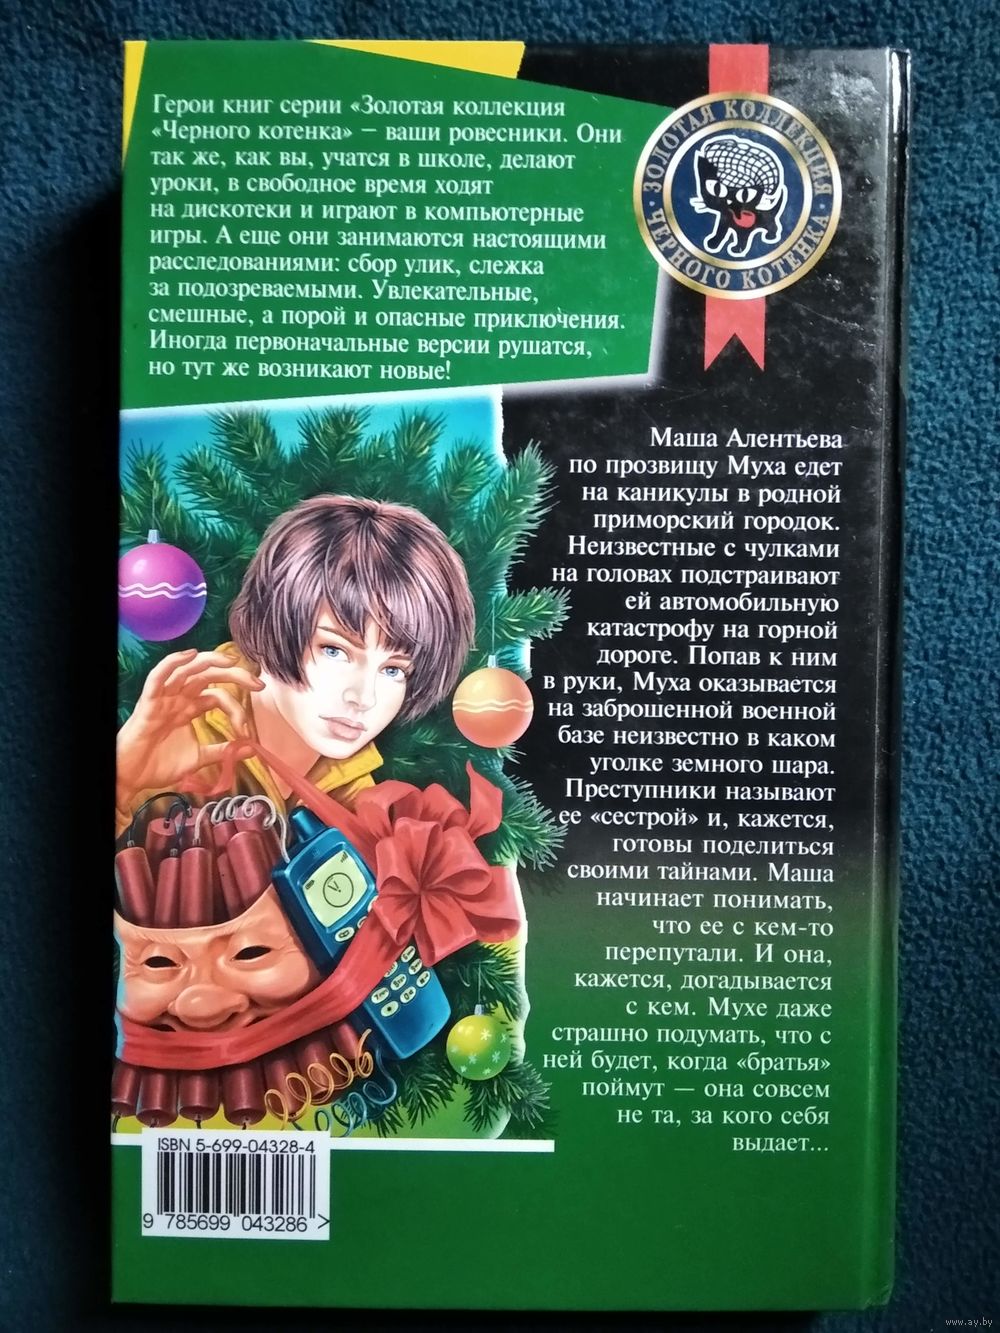 Герои книг серии «Золотая коллекция
«Черного котенка» – ваши ровесники. Они
так же, как вы, учатся в школе, делают
уроки, в свободное время ходят
на дискотеки и играют в компьютерные
игры. А еще они занимаются настоящими
расследованиями: сбор улик, слежка
за подозреваемыми. Увлекательные,
смешные, а порой и опасные приключения.
Иногда первоначальные версии рушатся,
но тут же возникают новые!
ЗОЛОТАЯ КОЛЛЕКЦИЯ
ЧЕРНОГО КОТЕНКА
Маша Алентьева
по прозвищу Муха едет
на каникулы в родной
приморский городок.
Неизвестные с чулками
на головах подстраивают
ей автомобильную
катастрофу на горной
дороге. Попав к ним
в руки, Муха оказывается
на заброшенной военной
базе неизвестно в каком
уголке земного шара.
Преступники называют
ее «сестрой» и, кажется,
готовы поделиться
своими тайнами. Маша
начинает понимать,
что ее с кем-то
перепутали. И она,
кажется, догадывается
с кем. Мухе даже
страшно подумать, что с
ней будет, когда «братья»
поймут — она совсем
не та, за кого себя
выдает...
ISBN 5-699-04328-4
9 785699 043286 >
www.ay.by